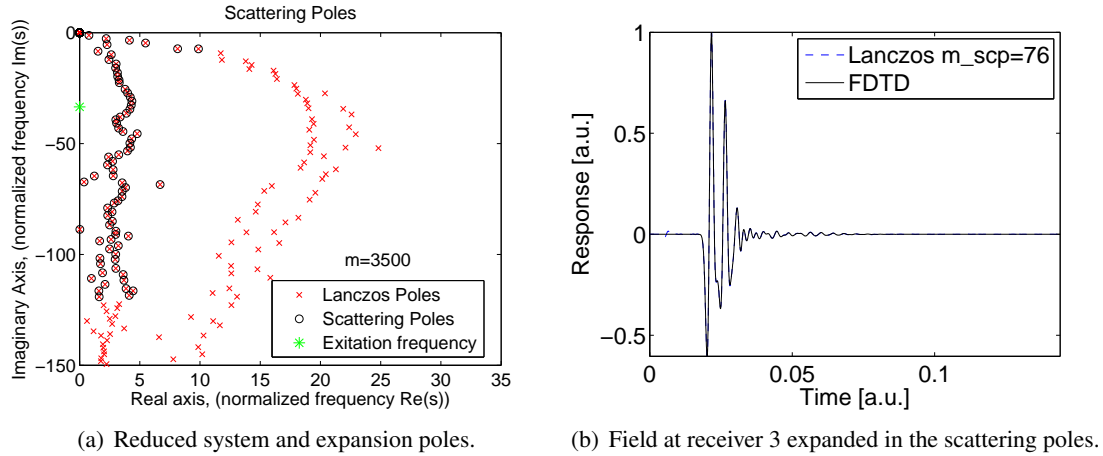 Scattering Poles
0
−50
−100
−150
0 5 10 15 20 25 30 35
Imaginary Axis, (normalized frequency Im(s))
Real axis, (normalized frequency Re(s))
m=3500
Lanczos Poles
Scattering Poles
Exitation frequency
(a) Reduced system and expansion poles.
1
0.5
0
−0.5
0 0.05 0.1
Response [a.u.]
Time [a.u.]
Lanczos m_scp=76
FDTD
(b) Field at receiver 3 expanded in the scattering poles.